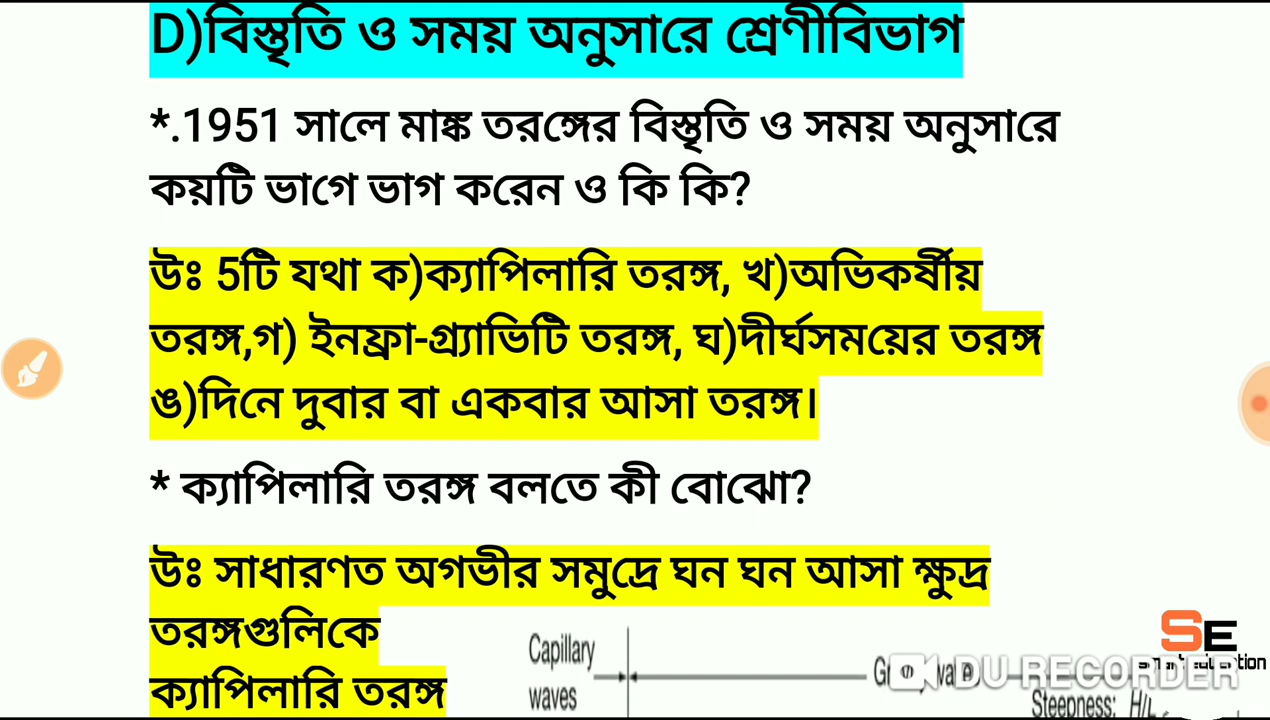 D)বিস্তৃতি ও সময় অনুসারে শ্রেণীবিভাগ
*.1951 সালে মাঙ্ক তরঙ্গের বিস্তৃতি ও সময় অনুসারে
কয়টি ভাগে ভাগ করেন ও কি কি?
উঃ 5টি যথা ক)ক্যাপিলারি তরঙ্গ, খ)অভিকর্ষীয়
তরঙ্গ,গ) ইনফ্রা-গ্র্যাভিটি তরঙ্গ, ঘ)দীর্ঘসময়ের তরঙ্গ
ঙ)দিনে দুবার বা একবার আসা তরঙ্গ।
* ক্যাপিলারি তরঙ্গ বলতে কী বোঝো?
উঃ সাধারণত অগভীর সমুদ্রে ঘন ঘন আসা ক্ষুদ্র
তরঙ্গগুলিকে
ক্যাপিলারি তরঙ্গ
Capillary
waves
Steepness: H/L
SE
smart education
DU RECORDER